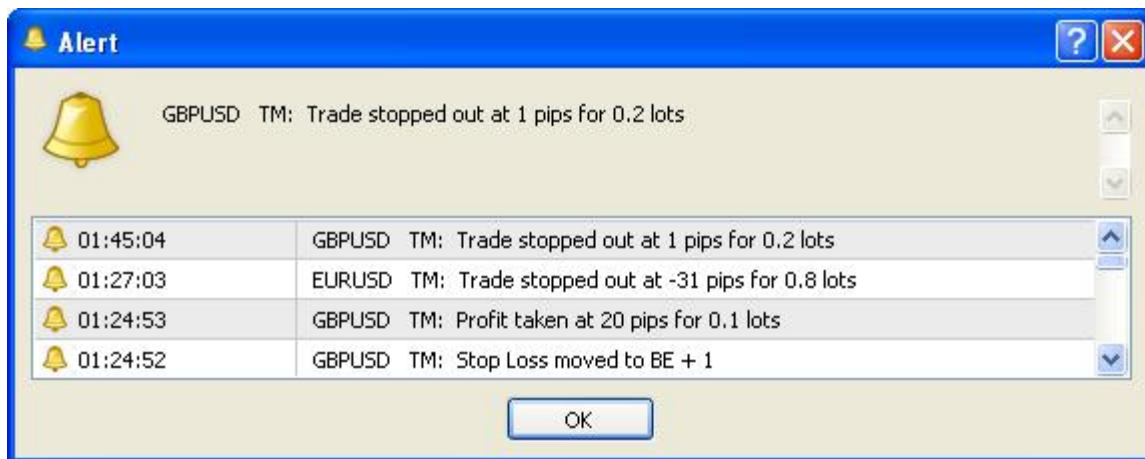 Alert
GBPUSD TM: Trade stopped out at 1 pips for 0.2 lots
01:45:04 GBPUSD TM: Trade stopped out at 1 pips for 0.2 lots
01:27:03 EURUSD TM: Trade stopped out at -31 pips for 0.8 lots
01:24:53 GBPUSD TM: Profit taken at 20 pips for 0.1 lots
01:24:52 GBPUSD TM: Stop Loss moved to BE + 1
OK